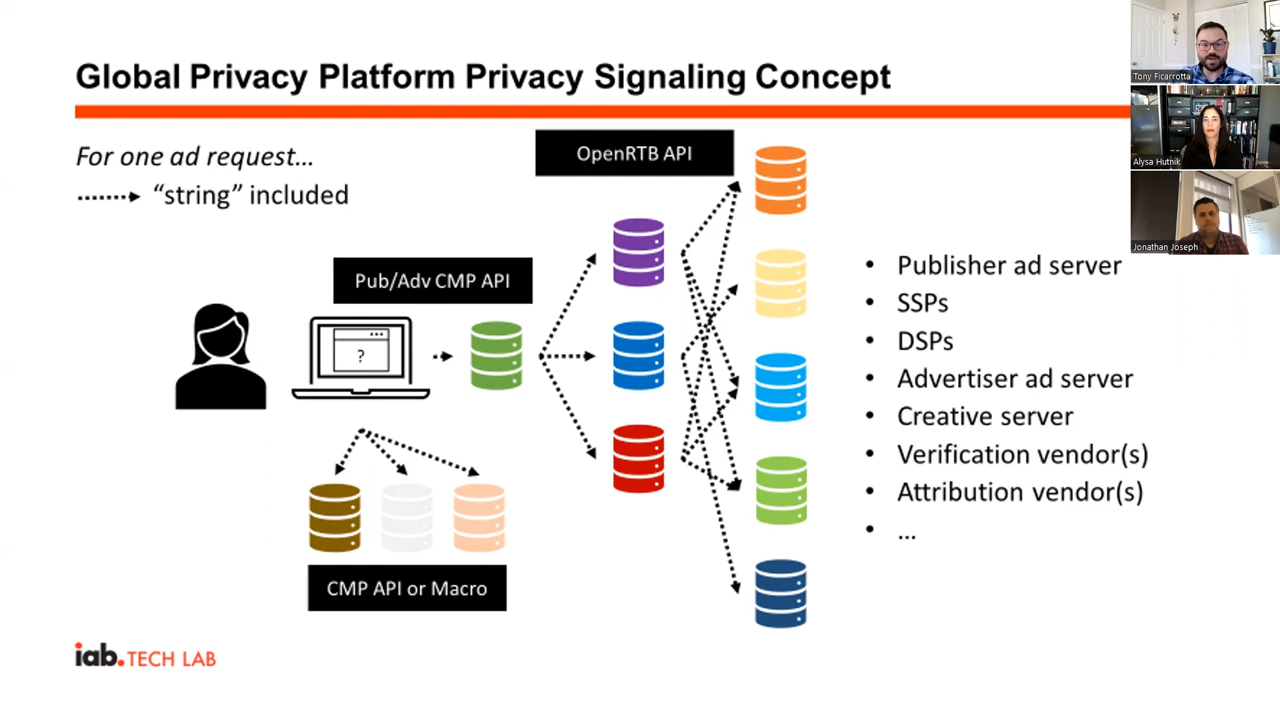 Global Privacy Platform Privacy Signaling Concept
For one ad request...
"string" included
OpenRTB API
Pub/Adv CMP API
?
CMP API or Macro
• Publisher ad server
• SSPs
• DSPs
• Advertiser ad server
• Creative server
• Verification vendor(s)
• Attribution vendor(s)
• ...
iab.TECH LAB
Tony Ficarrotta
Alysa Hutnik
Jonathan Joseph